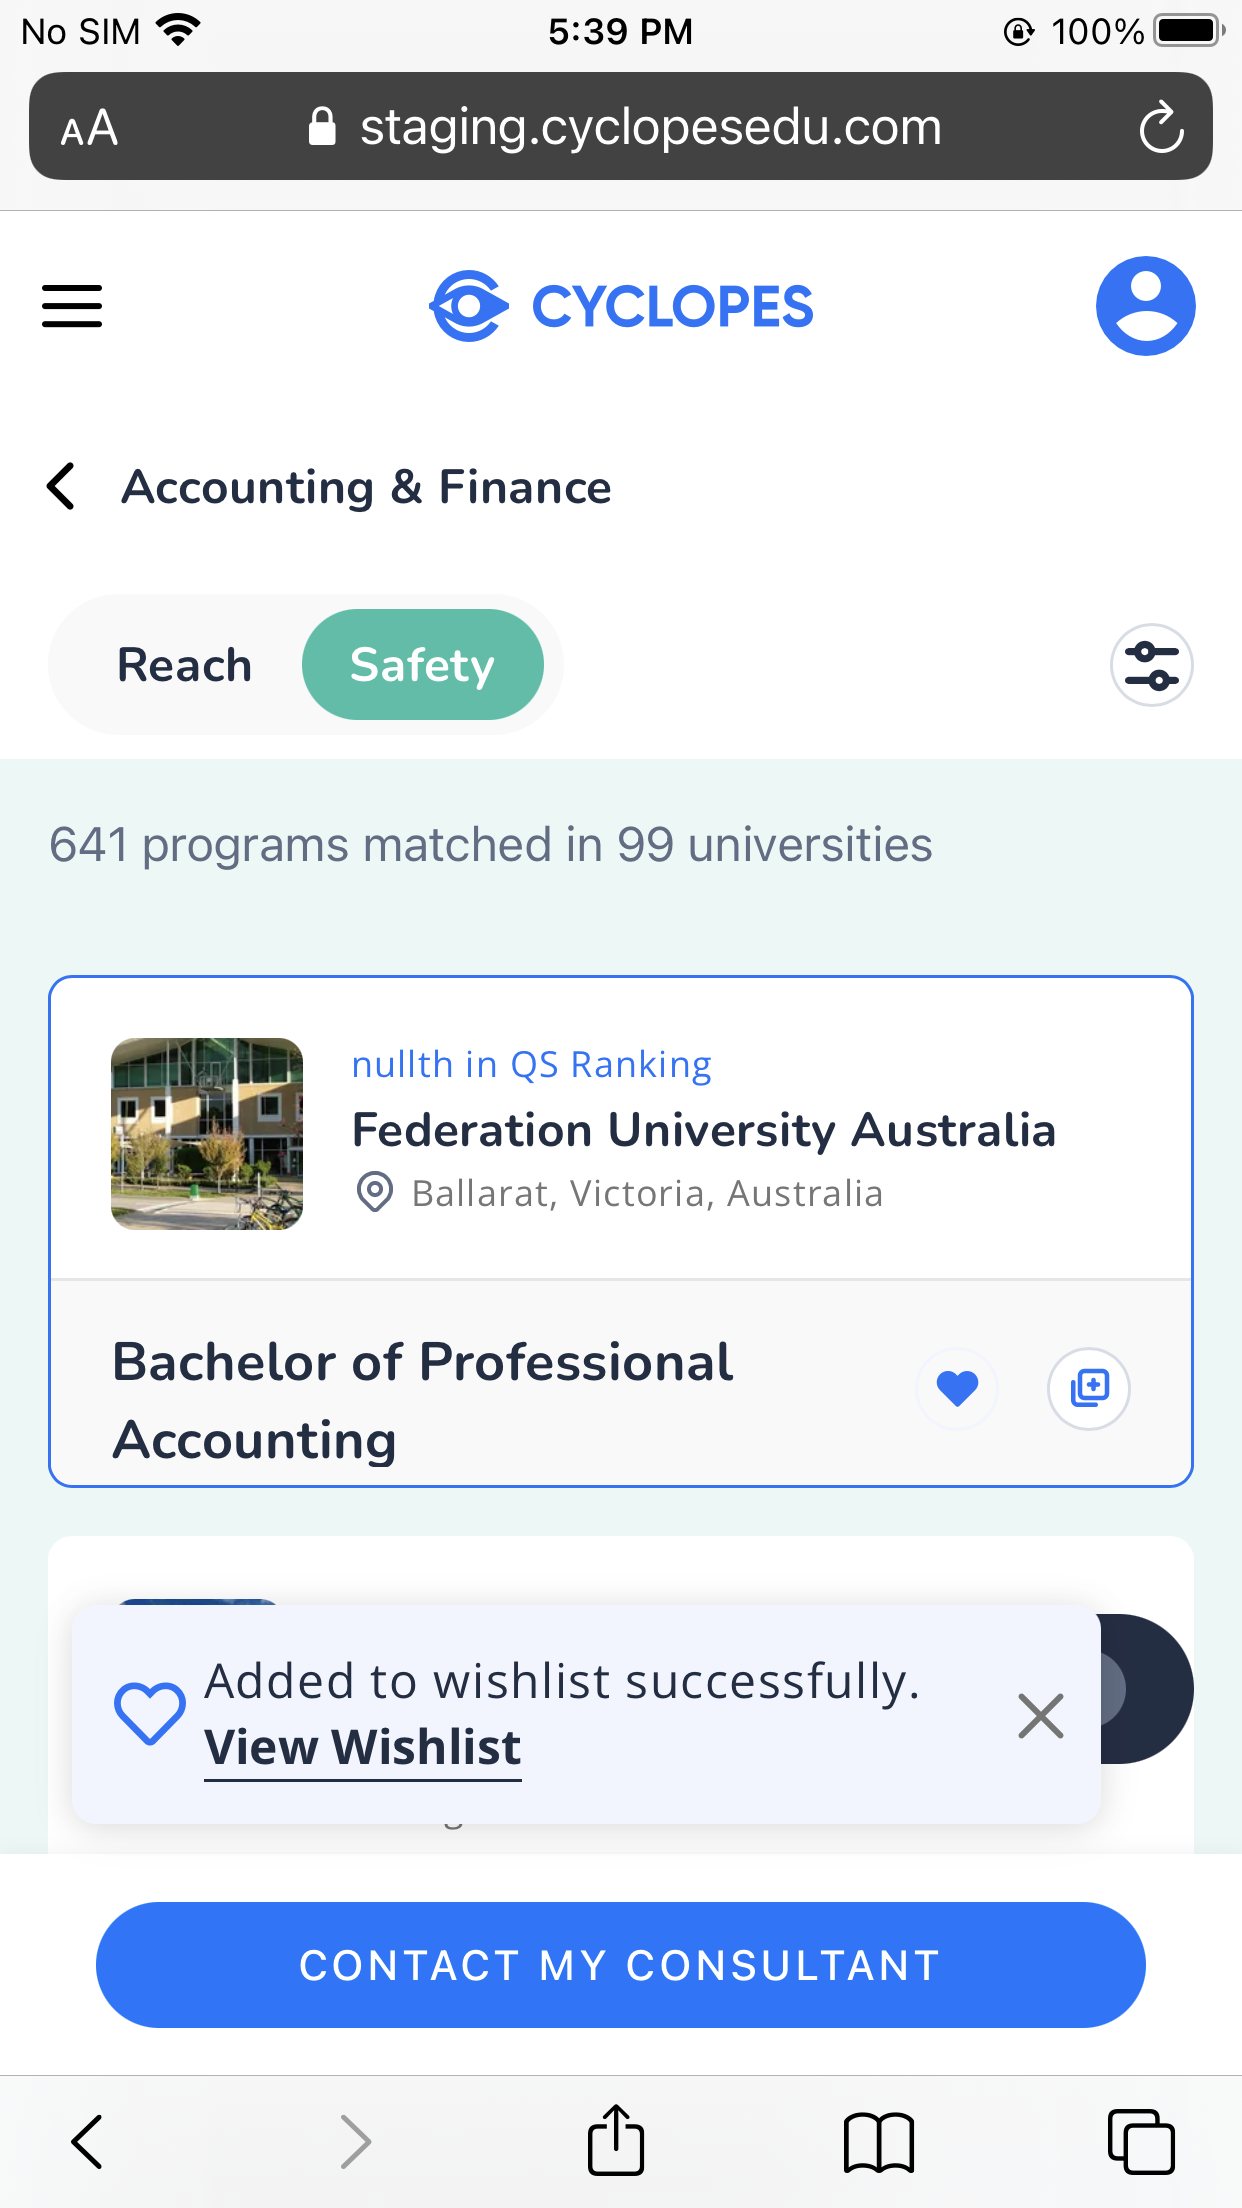 No SIM
5:39 PM
100%
AA
staging.cyclopesedu.com
CYCLOPES
Accounting & Finance
Reach
Safety
641 programs matched in 99 universities
nullth in QS Ranking
Federation University Australia
Ballarat, Victoria, Australia
Bachelor of Professional
Accounting
Added to wishlist successfully.
View Wishlist
CONTACT MY CONSULTANT